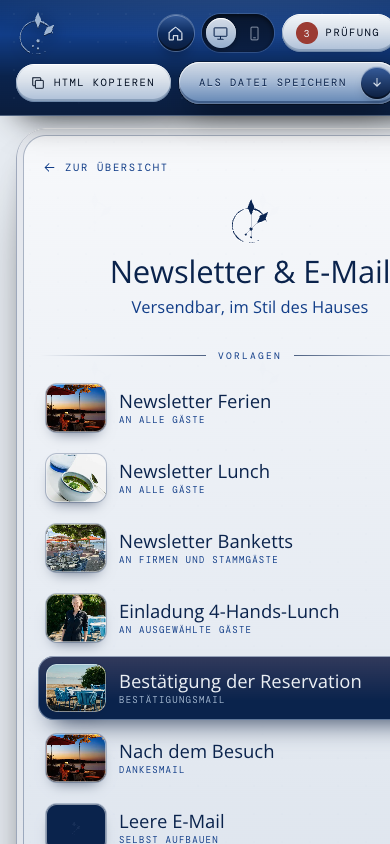 3 PRÜFUNG
HTML KOPIEREN
ALS DATEI SPEICHERN
← ZUR ÜBERSICHT
Newsletter & E-Mail
Versendbar, im Stil des Hauses
VORLAGEN
Newsletter Ferien
AN ALLE GÄSTE
Newsletter Lunch
AN ALLE GÄSTE
Newsletter Banketts
AN FIRMEN UND STAMMGÄSTE
Einladung 4-Hands-Lunch
AN AUSGEWÄHLTE GÄSTE
Bestätigung der Reservation
BESTÄTIGUNGSMAIL
Nach dem Besuch
DANKESMAIL
Leere E-Mail
SELBST AUFBAUEN